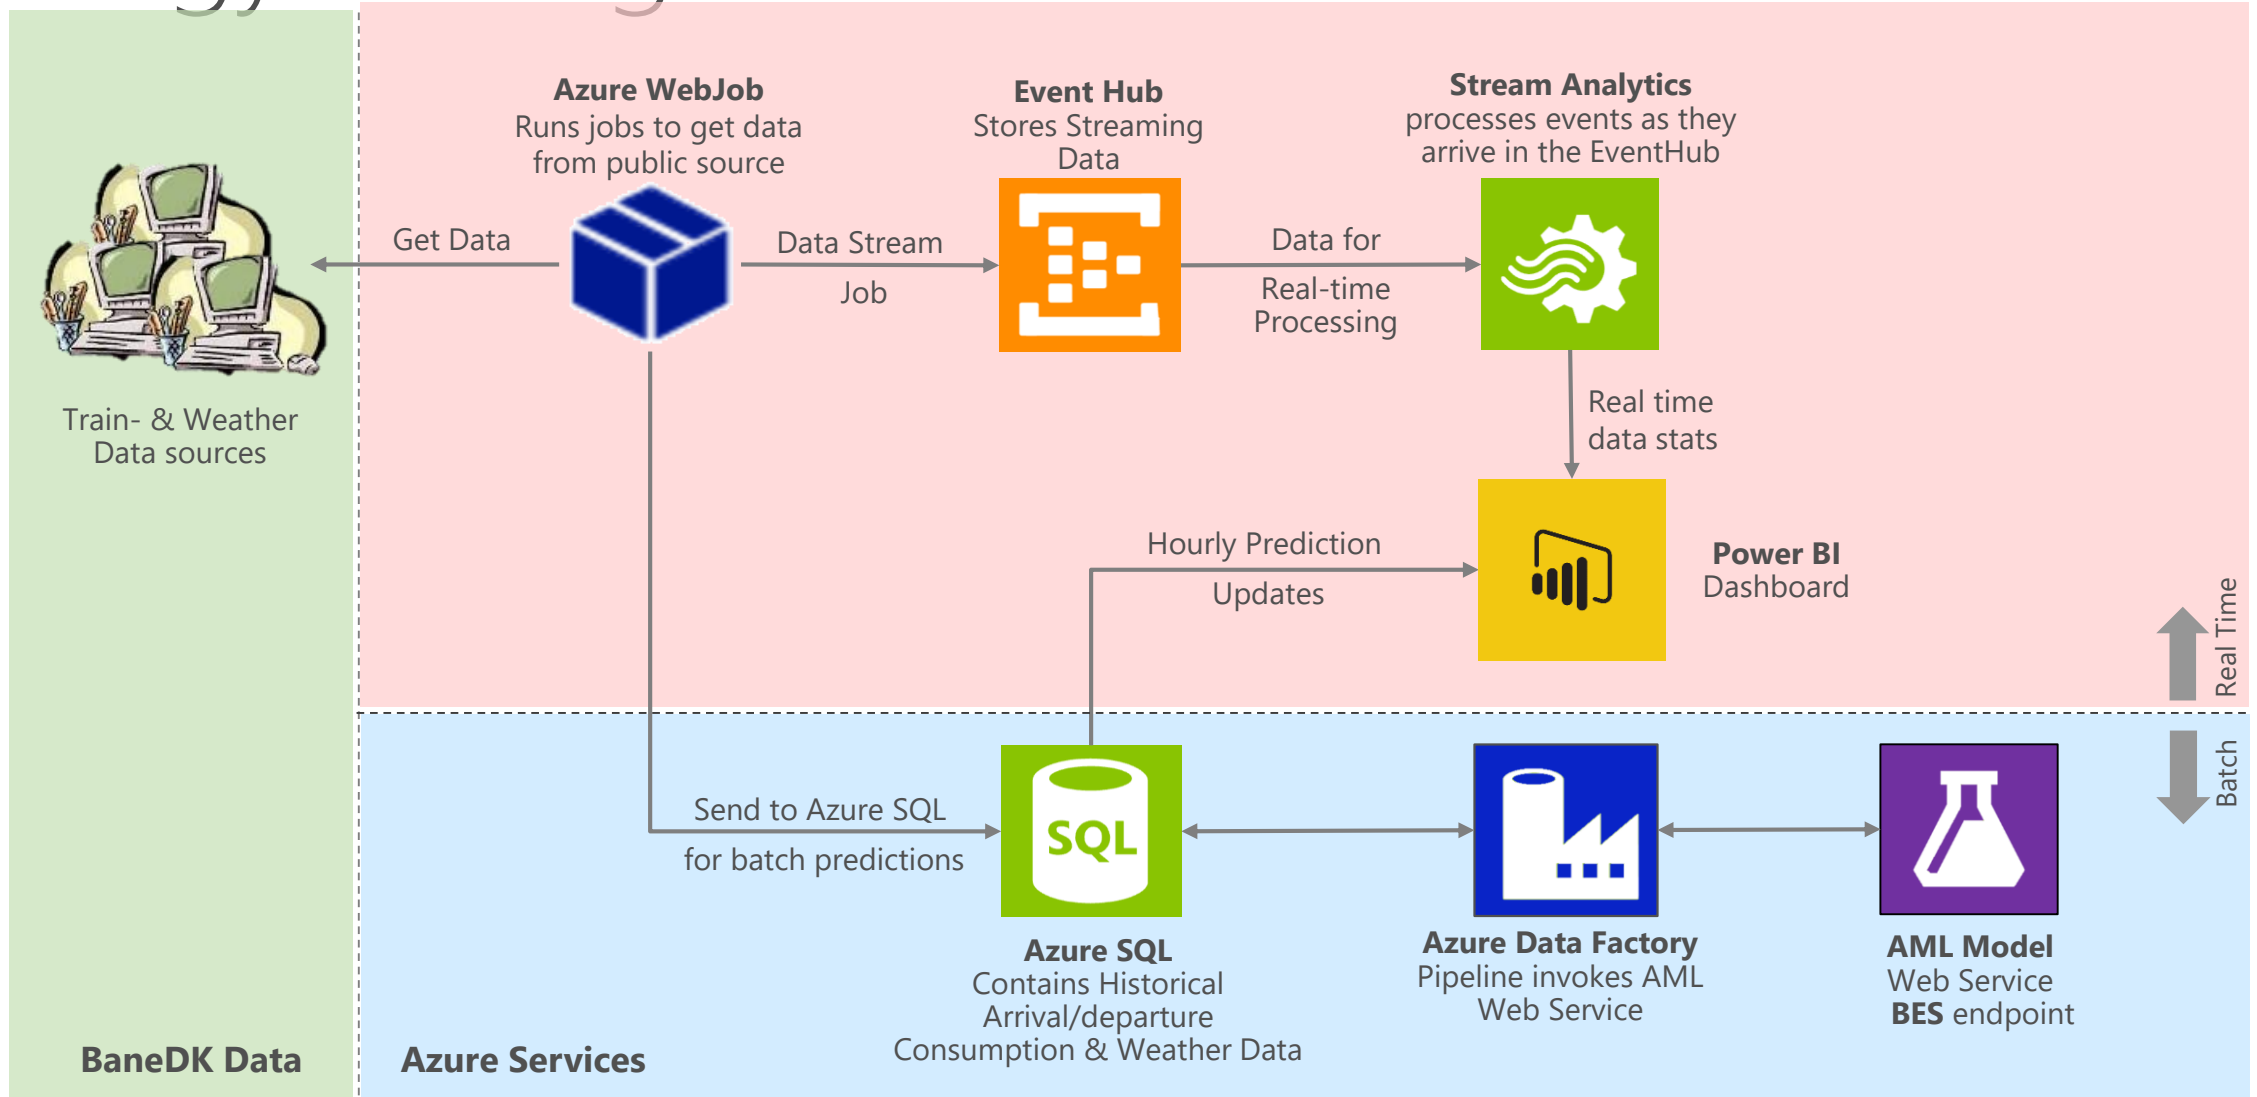 Azure WebJob
Runs jobs to get data
from public source
Event Hub
Stores Streaming
Data
Stream Analytics
processes events as they
arrive in the EventHub
Get Data
Data Stream
Job
Data for
Real-time
Processing
Train- & Weather
Data sources
Real time
data stats
Hourly Prediction
Updates
Power BI
Dashboard
Real Time
Batch
Send to Azure SQL
for batch predictions
SQL
Azure SQL
Contains Historical
Arrival/departure
Consumption & Weather Data
Azure Data Factory
Pipeline invokes AML
Web Service
AML Model
Web Service
BES endpoint
BaneDK Data
Azure Services